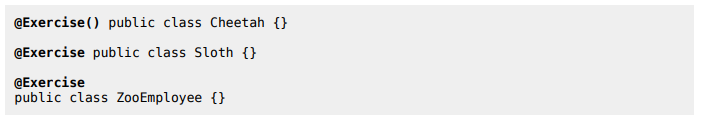 @Exercise() public class Cheetah {}
@Exercise public class Sloth {}
@Exercise
public class ZooEmployee {}